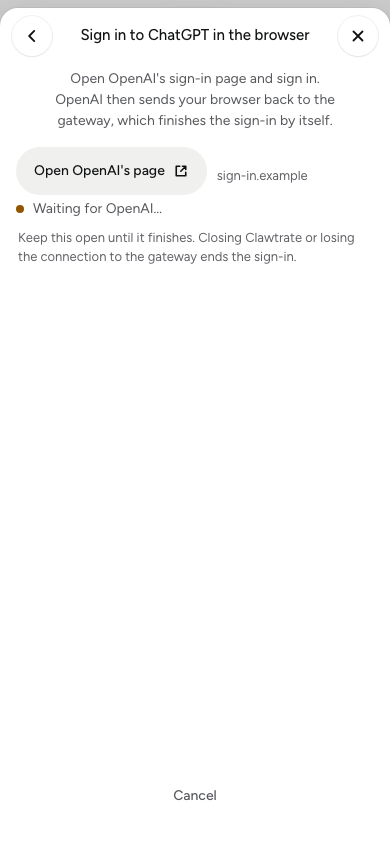 Sign in to ChatGPT in the browser
Open OpenAI's sign-in page and sign in.
OpenAI then sends your browser back to the
gateway, which finishes the sign-in by itself.
Open OpenAI's page
sign-in.example
Waiting for OpenAI...
Keep this open until it finishes. Closing Clawtrate or losing
the connection to the gateway ends the sign-in.
Cancel